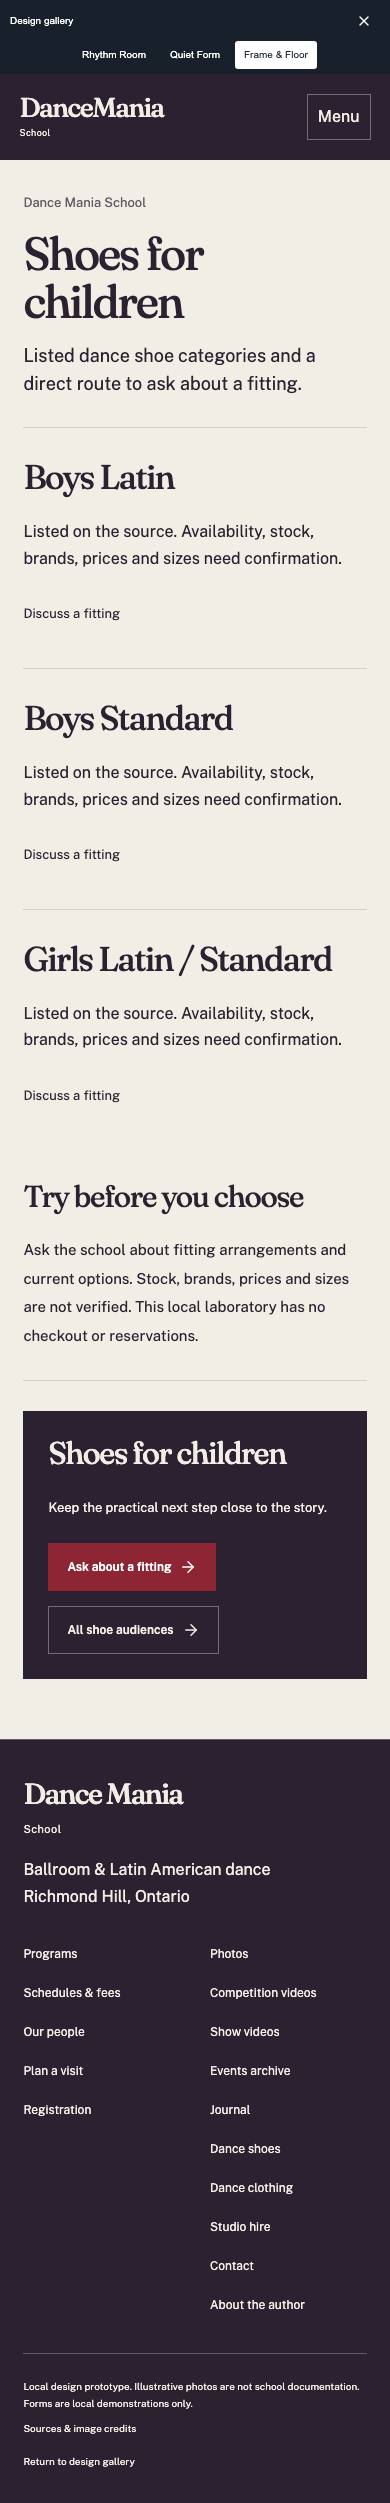 Design gallery
Rhythm Room
Quiet Form
Frame & Floor
DanceMania
School
Menu
Dance Mania School
Shoes for
children
Listed dance shoe categories and a
direct route to ask about a fitting.
Boys Latin
Listed on the source. Availability, stock,
brands, prices and sizes need confirmation.
Discuss a fitting
Boys Standard
Listed on the source. Availability, stock,
brands, prices and sizes need confirmation.
Discuss a fitting
Girls Latin / Standard
Listed on the source. Availability, stock,
brands, prices and sizes need confirmation.
Discuss a fitting
Try before you choose
Ask the school about fitting arrangements and
current options. Stock, brands, prices and sizes
are not verified. This local laboratory has no
checkout or reservations.
Shoes for children
Keep the practical next step close to the story.
Ask about a fitting
All shoe audiences
Dance Mania
School
Ballroom & Latin American dance
Richmond Hill, Ontario
Programs
Schedules & fees
Our people
Plan a visit
Registration
Photos
Competition videos
Show videos
Events archive
Journal
Dance shoes
Dance clothing
Studio hire
Contact
About the author
Local design prototype. Illustrative photos are not school documentation.
Forms are local demonstrations only.
Sources & image credits
Return to design gallery